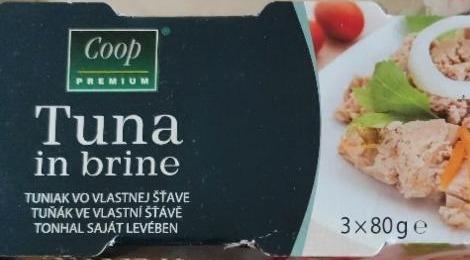 Coop
PREMIUM
Tuna
in brine
TUNIAK VO VLASTNEJ ŠŤAVE
TUŇÁK VE VLASTNÍ ŠŤÁVĚ
TONHAL SAJÁT LEVÉBEN
3×80g℮